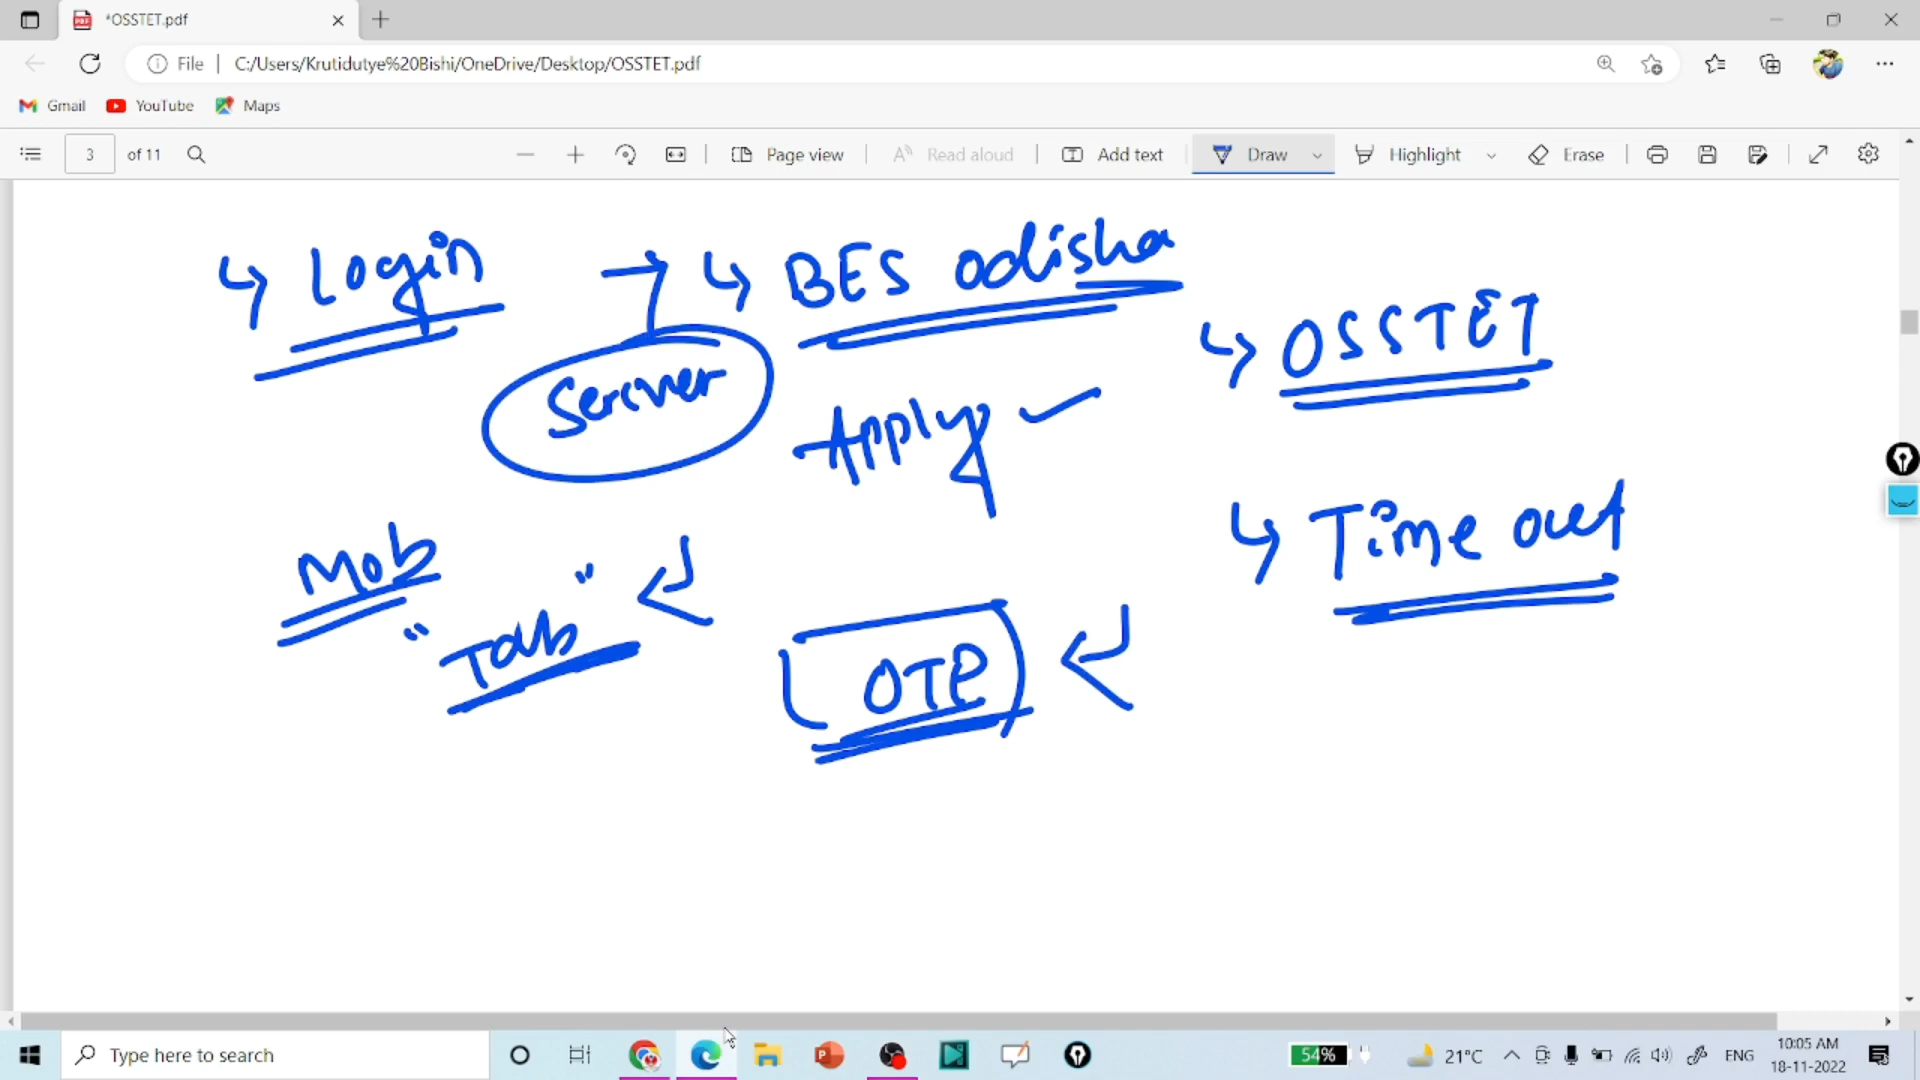 *OSSTET.pdf
File
C:/Users/Krutidutye%20Bishi/OneDrive/Desktop/OSSTET.pdf
Gmail YouTube Maps
3 of 11
Page view
Read aloud
Add text
Draw
Highlight
Erase
Login
BES odisha
OSSTET
Serever
Apply
Time out
Mob
"Tab"
OTP
Type here to search
54%
21°C
ENG
10:05 AM
18-11-2022